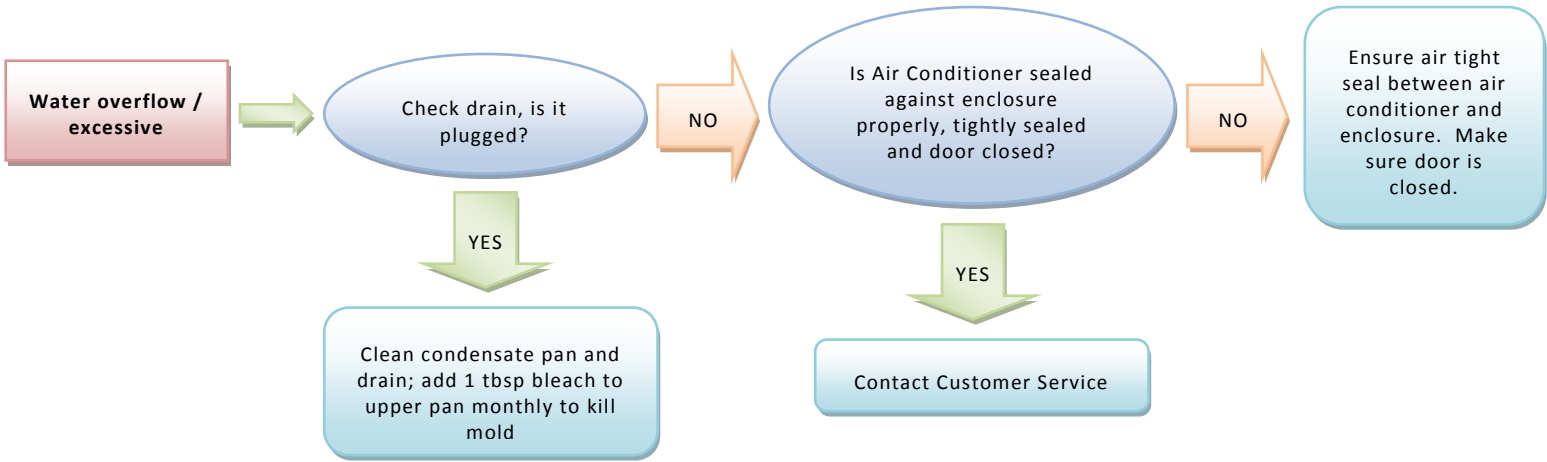 Water overflow /
excessive
Check drain, is it
plugged?
NO
Is Air Conditioner sealed
against enclosure
properly, tightly sealed
and door closed?
NO
Ensure air tight
seal between air
conditioner and
enclosure. Make
sure door is
closed.
YES
YES
Clean condensate pan and
drain; add 1 tbsp bleach to
upper pan monthly to kill
mold
Contact Customer Service